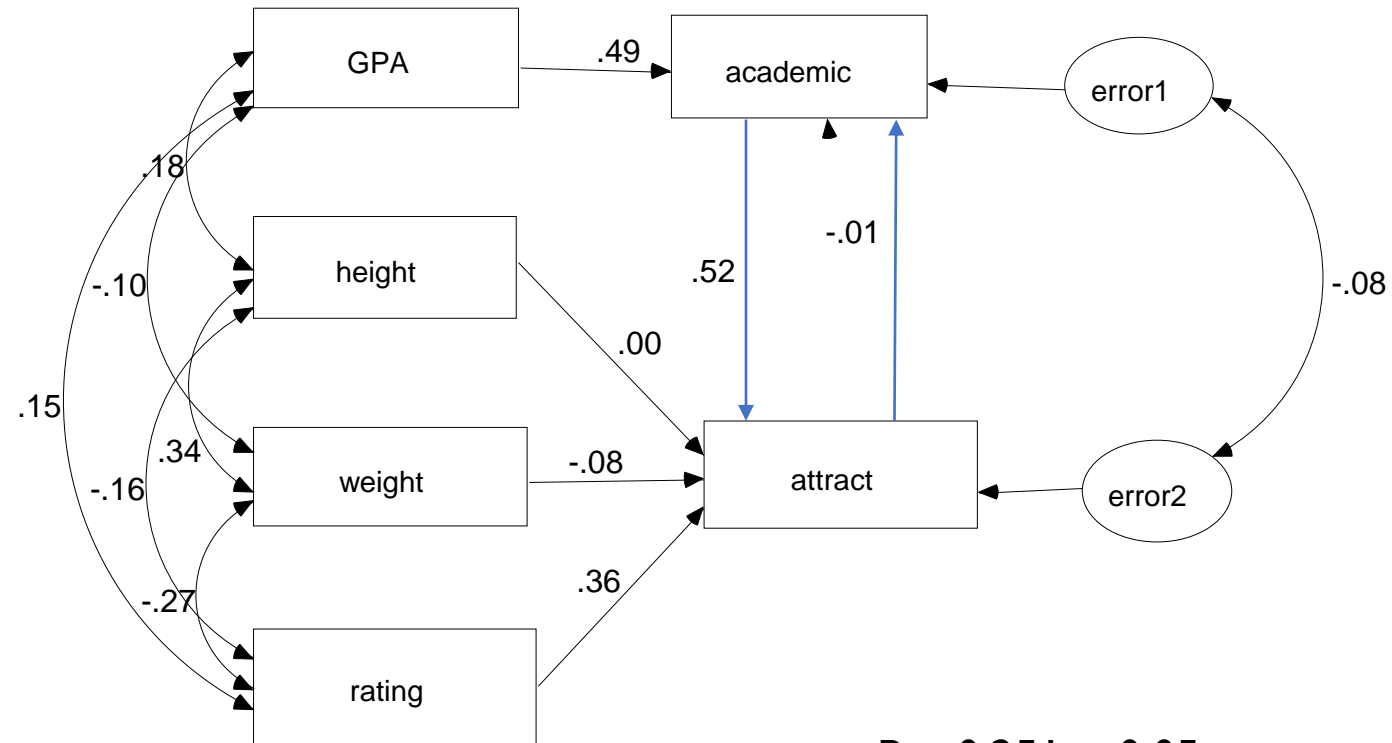 GPA
.49
academic
error1
.18
-.01
-.10
height
.52
-.08
.00
.15
.34
weight
-.08
attract
-.16
error2
.36
-.27
rating